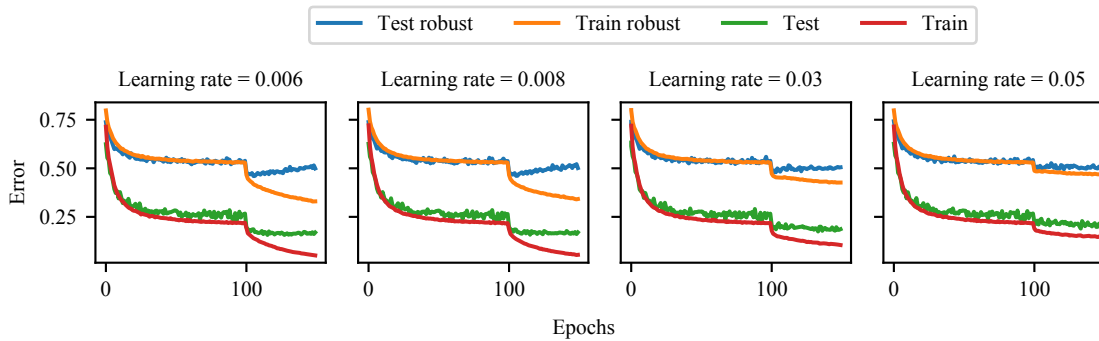 Test robust Train robust Test Train
Learning rate = 0.006 Learning rate = 0.008 Learning rate = 0.03 Learning rate = 0.05
0.75
0.50
0.25
Error
0 100 0 100 0 100 0 100
Epochs